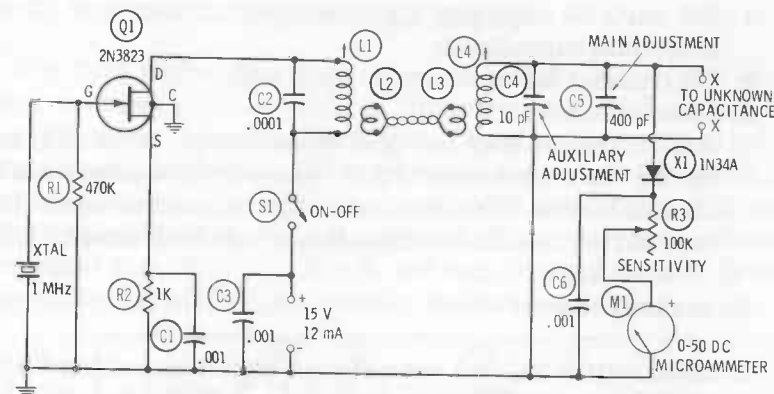 Q1
2N3823
D
G
C
S
R1
470K
XTAL
1 MHz
R2
1K
C1
.001
C2
.0001
L1
L2
L3
L4
S1
ON-OFF
C3
.001
+
15 V
12 mA
-
C4
10 pF
C5
400 pF
MAIN ADJUSTMENT
AUXILIARY
ADJUSTMENT
X
TO UNKNOWN
CAPACITANCE
X
X1
1N34A
R3
100K
SENSITIVITY
C6
.001
M1
+
0-50 DC
MICROAMMETER